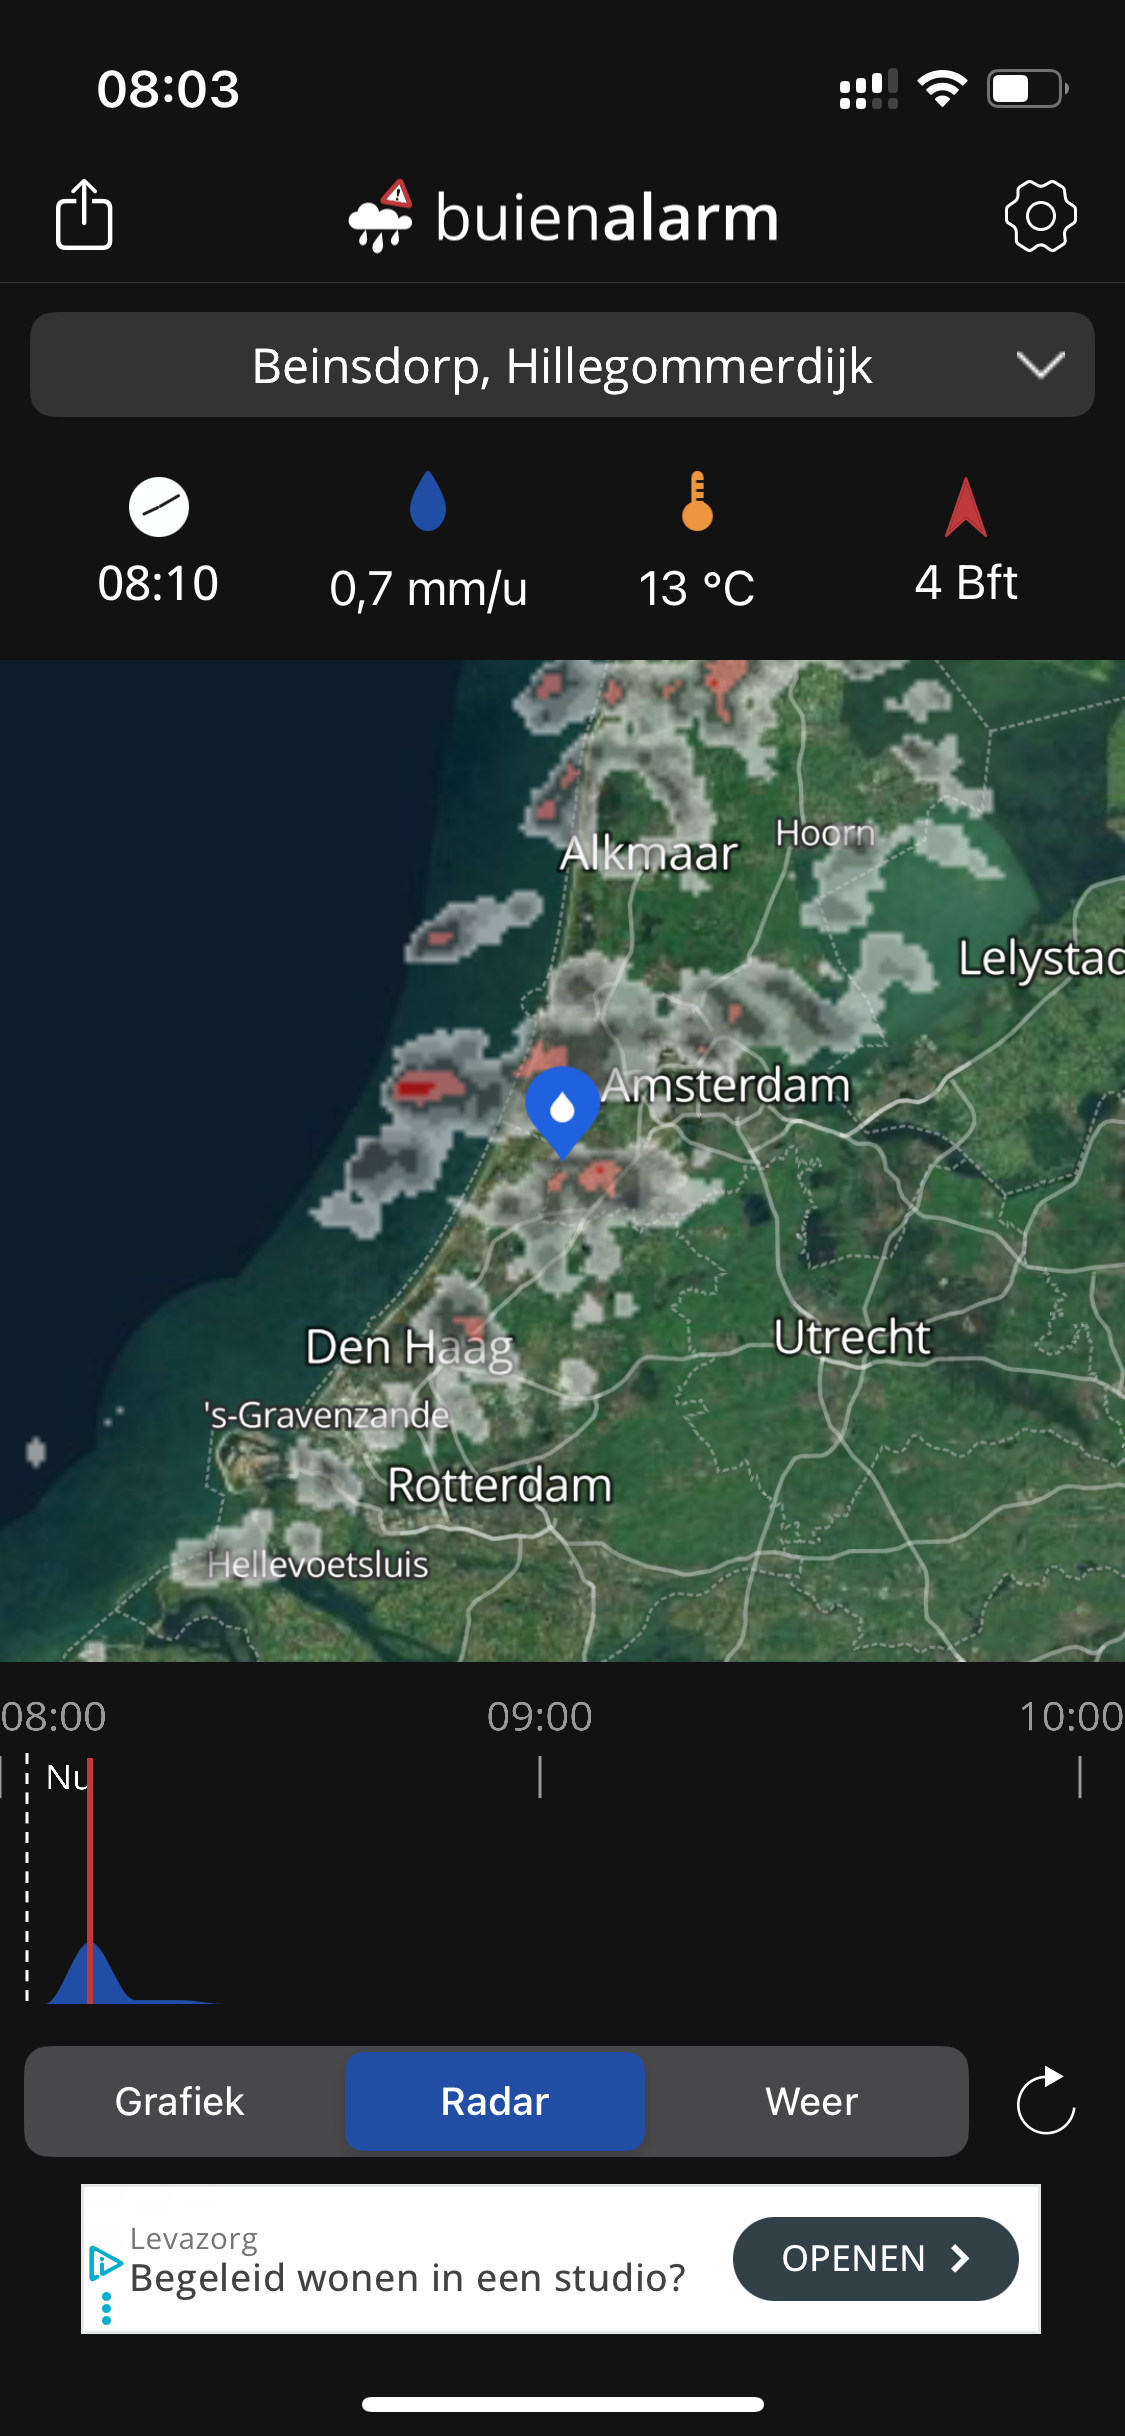 08:03
buienalarm
Beinsdorp, Hillegommerdijk
08:10
0,7 mm/u
13 °C
4 Bft
Alkmaar
Hoorn
Lelystad
Amsterdam
Den Haag
Utrecht
's-Gravenzande
Rotterdam
Hellevoetsluis
08:00
09:00
10:00
Nu
Grafiek
Radar
Weer
Levazorg
Begeleid wonen in een studio?
OPENEN